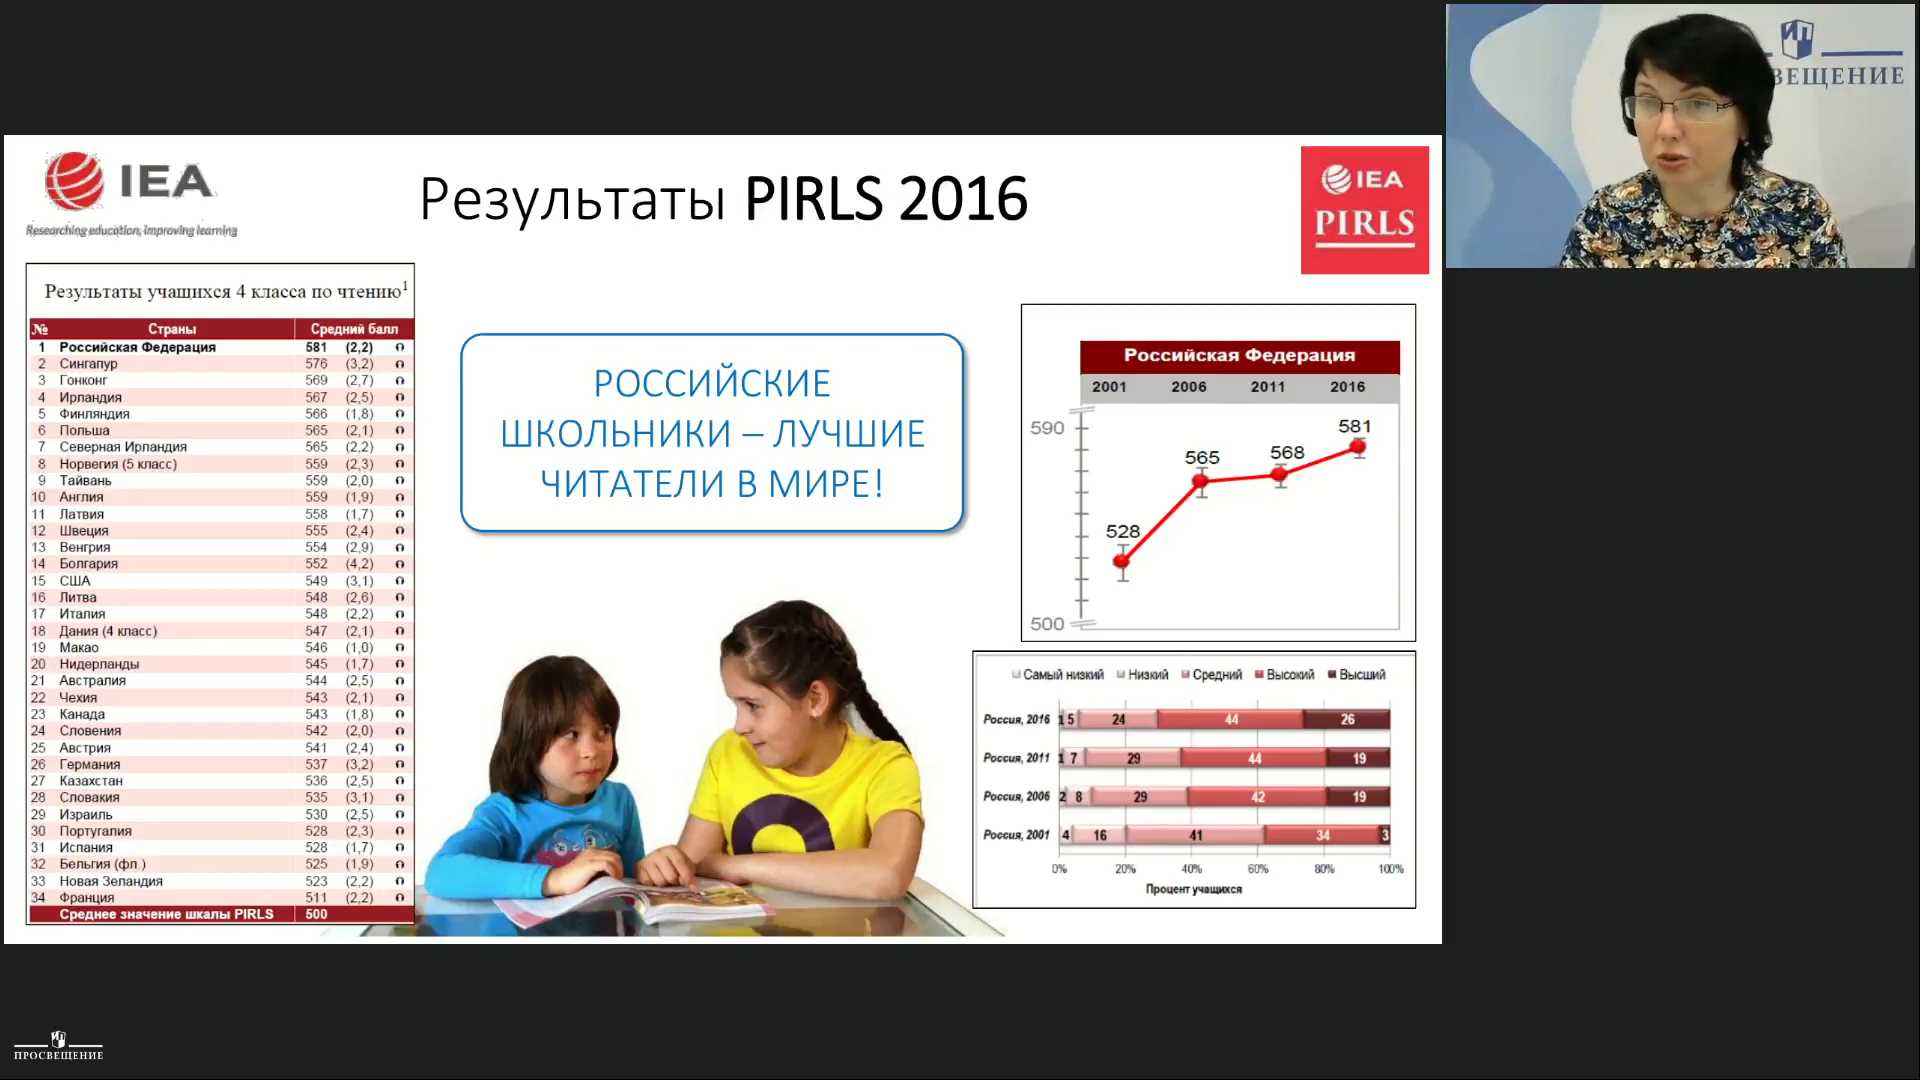 IEA
Researching education, improving learning
Результаты PIRLS 2016
IEA
PIRLS
ВЕЩЕНИЕ
Результаты учащихся 4 класса по чтению1
№ Страны Средний балл
1 Российская Федерация 581 (2,2)
2 Сингапур 576 (3,2)
3 Гонконг 569 (2,7)
4 Ирландия 567 (2,5)
5 Финляндия 566 (1,8)
6 Польша 565 (2,1)
7 Северная Ирландия 565 (2,2)
8 Норвегия (5 класс) 559 (2,3)
9 Тайвань 559 (2,0)
10 Англия 559 (1,9)
11 Латвия 558 (1,7)
12 Швеция 555 (2,4)
13 Венгрия 554 (2,9)
14 Болгария 552 (4,2)
15 США 549 (3,1)
16 Литва 548 (2,6)
17 Италия 548 (2,2)
18 Дания (4 класс) 547 (2,1)
19 Макао 546 (1,0)
20 Нидерланды 545 (1,7)
21 Австралия 544 (2,5)
22 Чехия 543 (2,1)
23 Канада 543 (1,8)
24 Словения 542 (2,0)
25 Австрия 541 (2,4)
26 Германия 537 (3,2)
27 Казахстан 536 (2,5)
28 Словакия 535 (3,1)
29 Израиль 530 (2,5)
30 Португалия 528 (2,3)
31 Испания 528 (1,7)
32 Бельгия (фл.) 525 (1,9)
33 Новая Зеландия 523 (2,2)
34 Франция 511 (2,2)
Среднее значение шкалы PIRLS 500
РОССИЙСКИЕ
ШКОЛЬНИКИ – ЛУЧШИЕ
ЧИТАТЕЛИ В МИРЕ!
Российская Федерация
2001 2006 2011 2016
590
581
568
565
528
500
Самый низкий Низкий Средний Высокий Высший
Россия, 2016 1 5 24 44 26
Россия, 2011 1 7 29 44 19
Россия, 2006 2 8 29 42 19
Россия, 2001 4 16 41 34 3
0% 20% 40% 60% 80% 100%
Процент учащихся
ПРОСВЕЩЕНИЕ